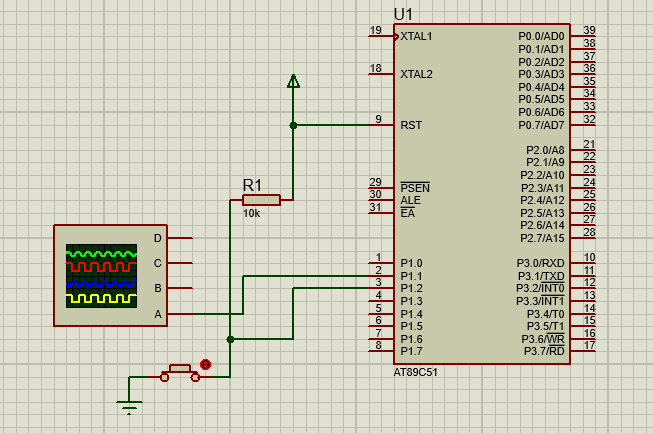 U1
19 XTAL1 P0.0/AD0 39
P0.1/AD1 38
P0.2/AD2 37
18 XTAL2 P0.3/AD3 36
P0.4/AD4 35
P0.5/AD5 34
P0.6/AD6 33
9 RST P0.7/AD7 32
P2.0/A8 21
P2.1/A9 22
P2.2/A10 23
29 PSEN P2.3/A11 24
30 ALE P2.4/A12 25
31 EA P2.5/A13 26
P2.6/A14 27
P2.7/A15 28
1 P1.0 P3.0/RXD 10
2 P1.1 P3.1/TXD 11
3 P1.2 P3.2/INT0 12
4 P1.3 P3.3/INT1 13
5 P1.4 P3.4/T0 14
6 P1.5 P3.5/T1 15
7 P1.6 P3.6/WR 16
8 P1.7 P3.7/RD 17
AT89C51
R1
10k
D
C
B
A